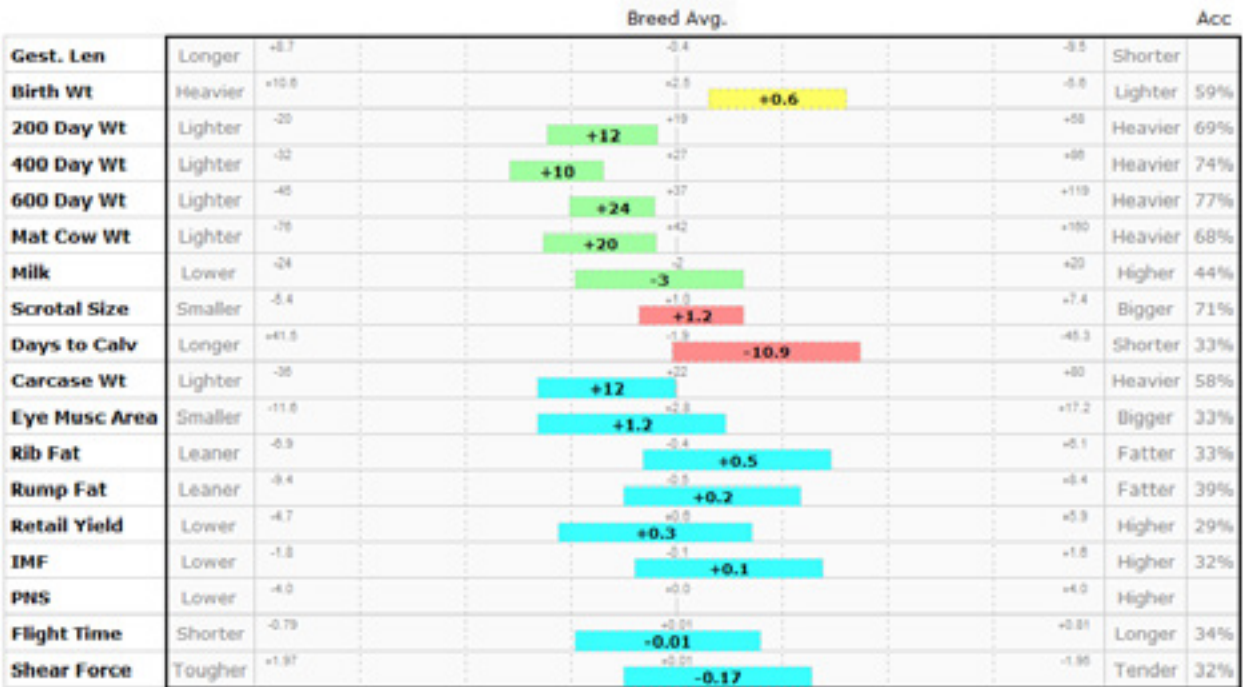 Breed Avg. Acc
Gest. Len Longer +8.7 -0.4 -9.5 Shorter
Birth Wt Heavier +10.6 +2.5 Lighter 59%
+0.6
200 Day Wt Lighter -20 +19 +58 Heavier 69%
+12
400 Day Wt Lighter -32 +27 Heavier 74%
+10
600 Day Wt Lighter -45 +37 +119 Heavier 77%
+24
Mat Cow Wt Lighter -76 +42 +160 Heavier 68%
+20
Milk Lower -24 -2 +20 Higher 44%
-3
Scrotal Size Smaller -5.4 +1.0 +7.4 Bigger 71%
+1.2
Days to Calv Longer +41.5 -1.9 -45.3 Shorter 33%
-10.9
Carcase Wt Lighter -36 +22 +80 Heavier 58%
+12
Eye Musc Area Smaller -11.6 +2.8 +17.2 Bigger 33%
+1.2
Rib Fat Leaner -6.9 -0.4 +6.1 Fatter 33%
+0.5
Rump Fat Leaner -9.4 -0.5 +8.4 Fatter 39%
+0.2
Retail Yield Lower -4.7 +0.6 +5.9 Higher 29%
+0.3
IMF Lower -1.8 -0.1 +1.6 Higher 32%
+0.1
PNS Lower -4.0 +0.0 +4.0 Higher
Flight Time Shorter -0.79 +0.01 +0.81 Longer 34%
-0.01
Shear Force Tougher +1.97 +0.01 -1.95 Tender 32%
-0.17